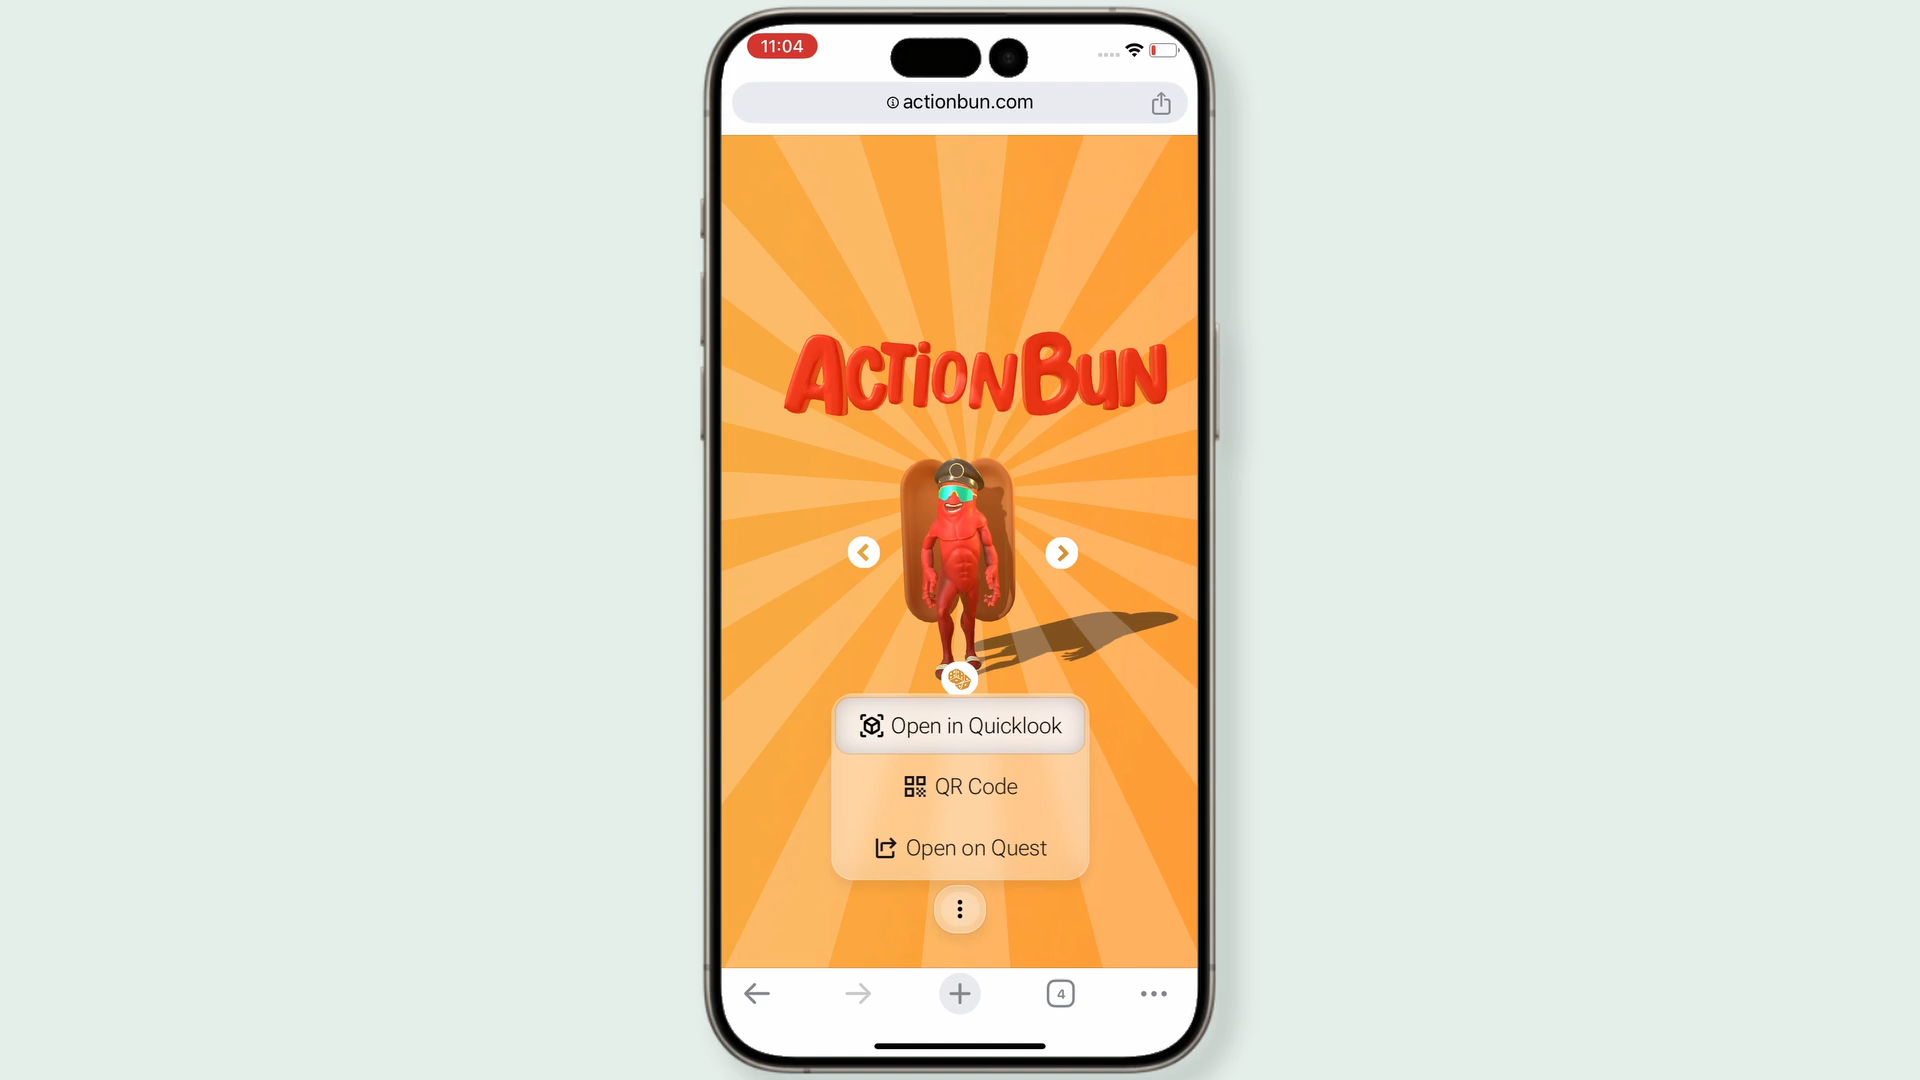 11:04
actionbun.com
ActionBun
Open in Quicklook
QR Code
Open on Quest
4